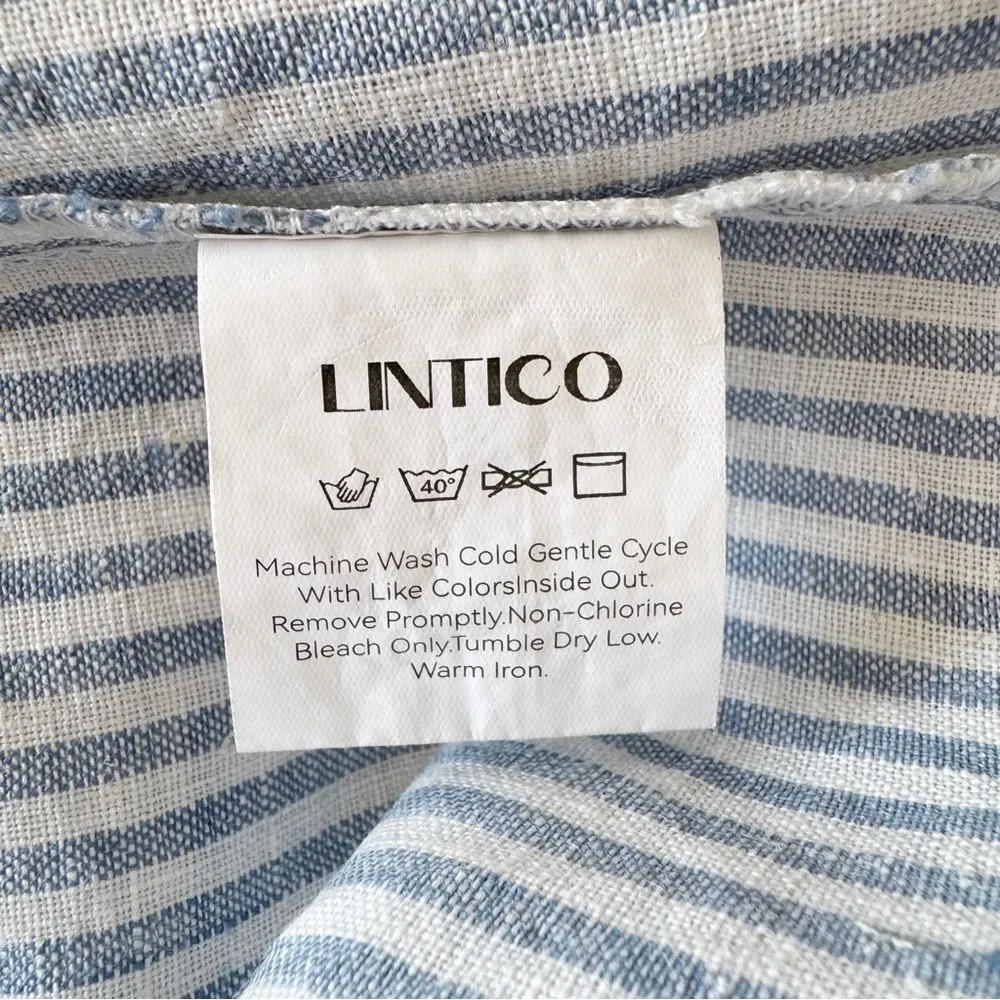 LINTICO
40°
Machine Wash Cold Gentle Cycle
With Like ColorsInside Out.
Remove Promptly.Non-Chlorine
Bleach Only.Tumble Dry Low.
Warm Iron.